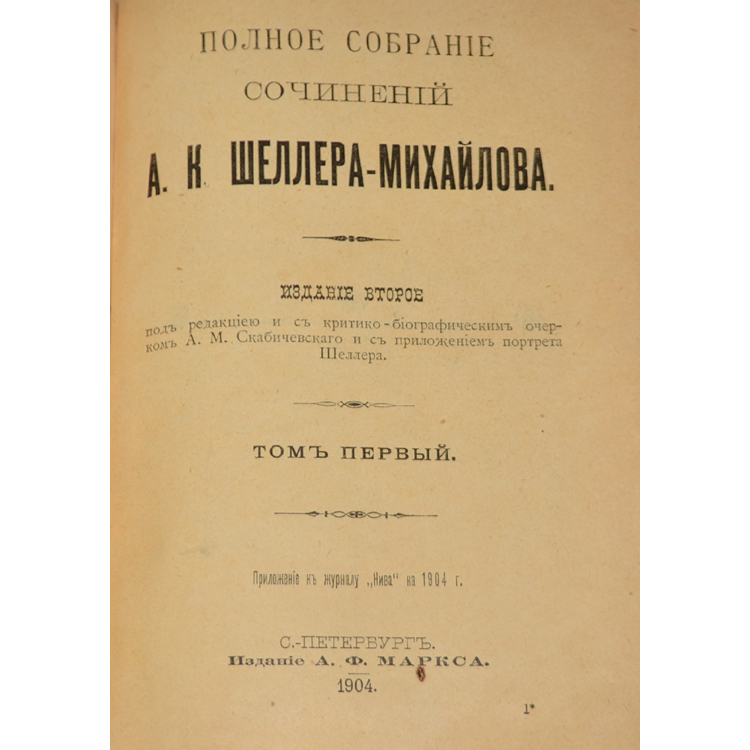 ПОЛНОЕ СОБРАНІЕ
СОЧИНЕНІЙ
А. К. ШЕЛЛЕРА-МИХАЙЛОВА.
ИЗДАНІЕ ВТОРОЕ
подъ редакціею и съ критико-біографическимъ очер-
комъ А. М. Скабичевскаго и съ приложеніемъ портрета
Шеллера.
ТОМЪ ПЕРВЫЙ.
Приложеніе къ журналу „Нива“ на 1904 г.
С.-ПЕТЕРБУРГЪ.
Изданіе А. Ф. МАРКСА.
1904.
1*